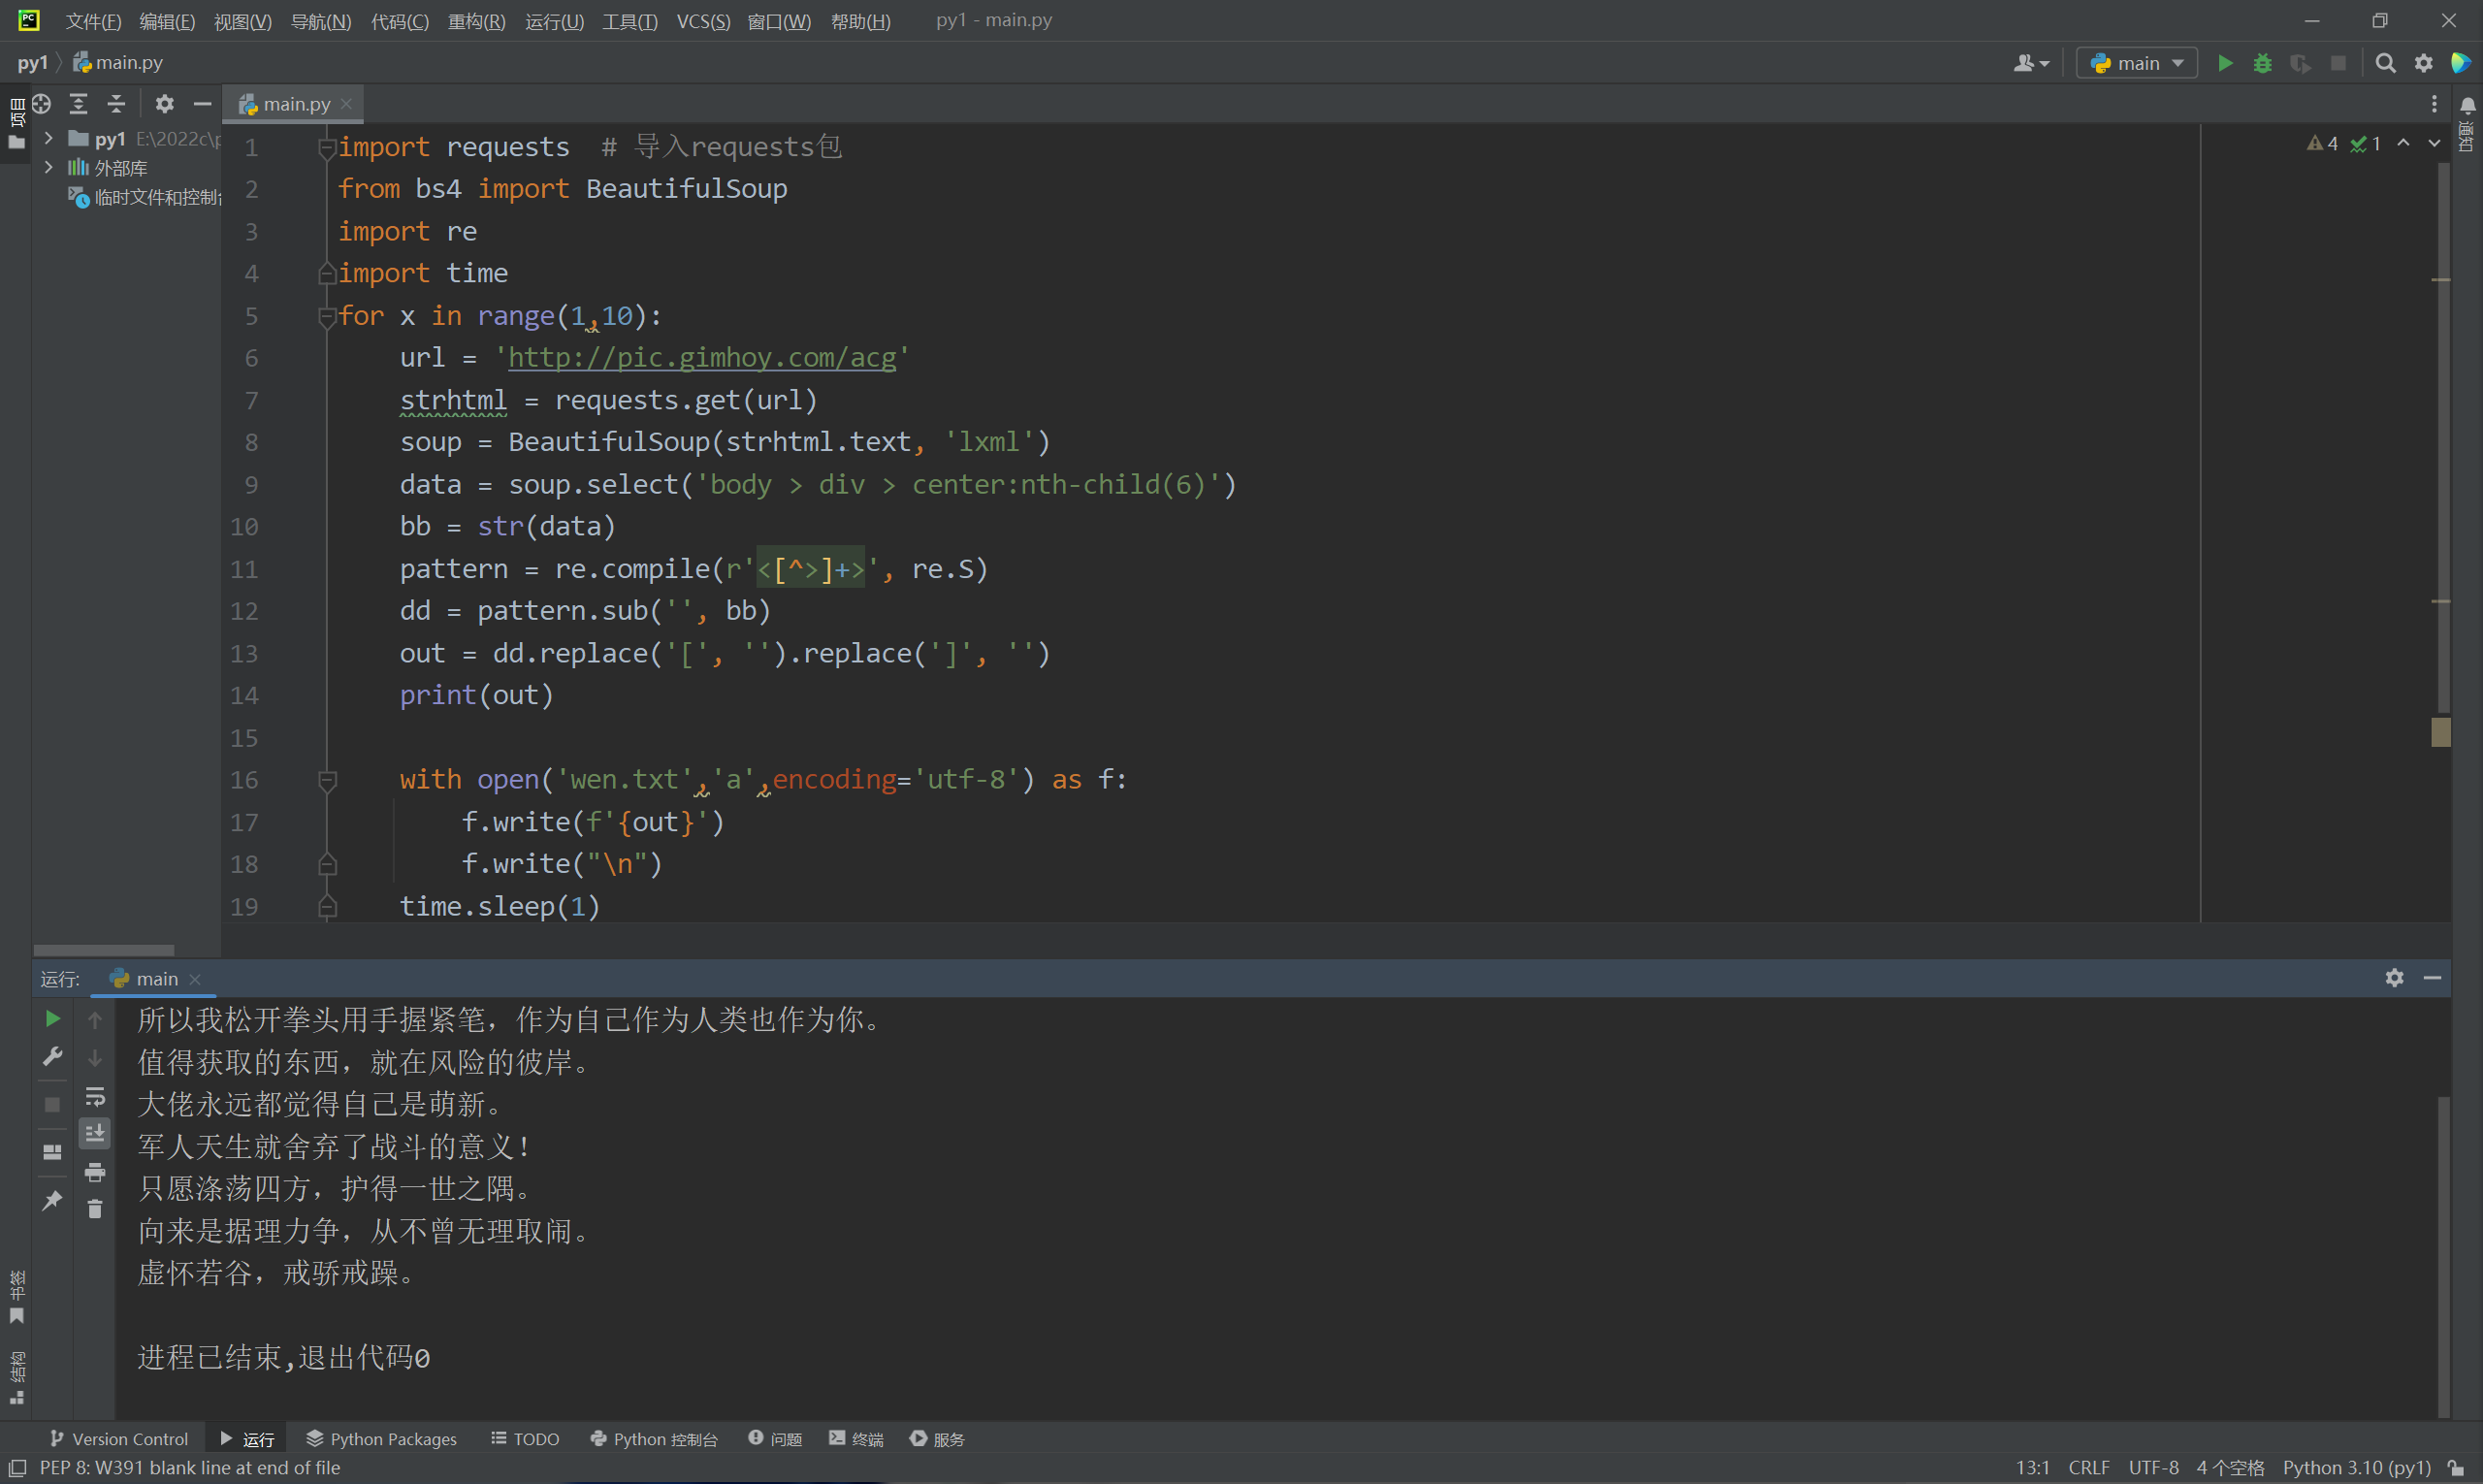 文件(F) 编辑(E) 视图(V) 导航(N) 代码(C) 重构(R) 运行(U) 工具(T) VCS(S) 窗口(W) 帮助(H) py1 - main.py
py1 main.py main
项目
main.py
通知
py1 E:\2022c\p
外部库
临时文件和控制台
4 1
1 import requests  # 导入requests包
2 from bs4 import BeautifulSoup
3 import re
4 import time
5 for x in range(1,10):
6     url = 'http://pic.gimhoy.com/acg'
7     strhtml = requests.get(url)
8     soup = BeautifulSoup(strhtml.text, 'lxml')
9     data = soup.select('body > div > center:nth-child(6)')
10     bb = str(data)
11     pattern = re.compile(r'<[^>]+>', re.S)
12     dd = pattern.sub('', bb)
13     out = dd.replace('[', '').replace(']', '')
14     print(out)
15
16     with open('wen.txt','a',encoding='utf-8') as f:
17         f.write(f'{out}')
18         f.write("\n")
19     time.sleep(1)
运行: main
所以我松开拳头用手握紧笔，作为自己作为人类也作为你。
值得获取的东西，就在风险的彼岸。
大佬永远都觉得自己是萌新。
军人天生就舍弃了战斗的意义！
只愿涤荡四方，护得一世之隅。
向来是据理力争，从不曾无理取闹。
虚怀若谷，戒骄戒躁。
进程已结束,退出代码0
书签
结构
Version Control 运行 Python Packages TODO Python 控制台 问题 终端 服务
PEP 8: W391 blank line at end of file 13:1 CRLF UTF-8 4 个空格 Python 3.10 (py1)